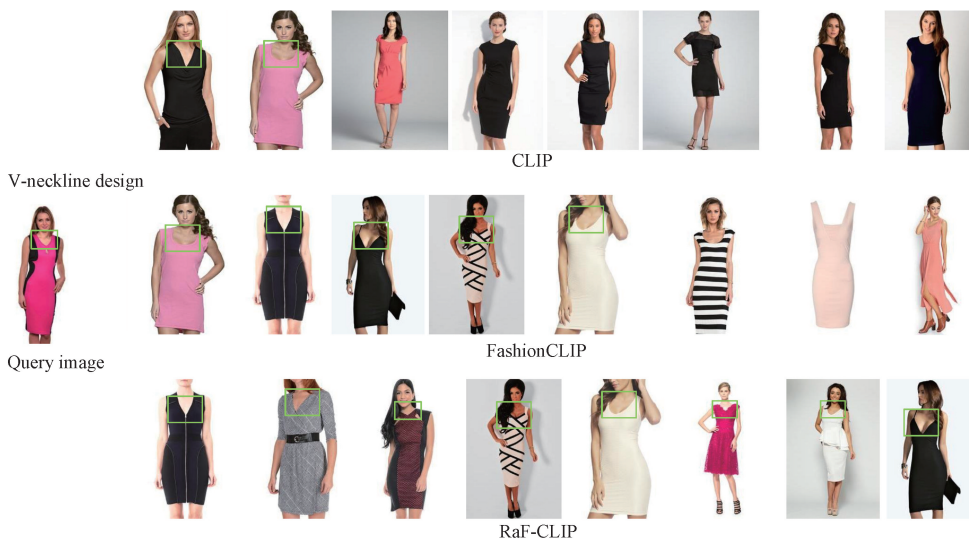 CLIP
V-neckline design
FashionCLIP
Query image
RaF-CLIP